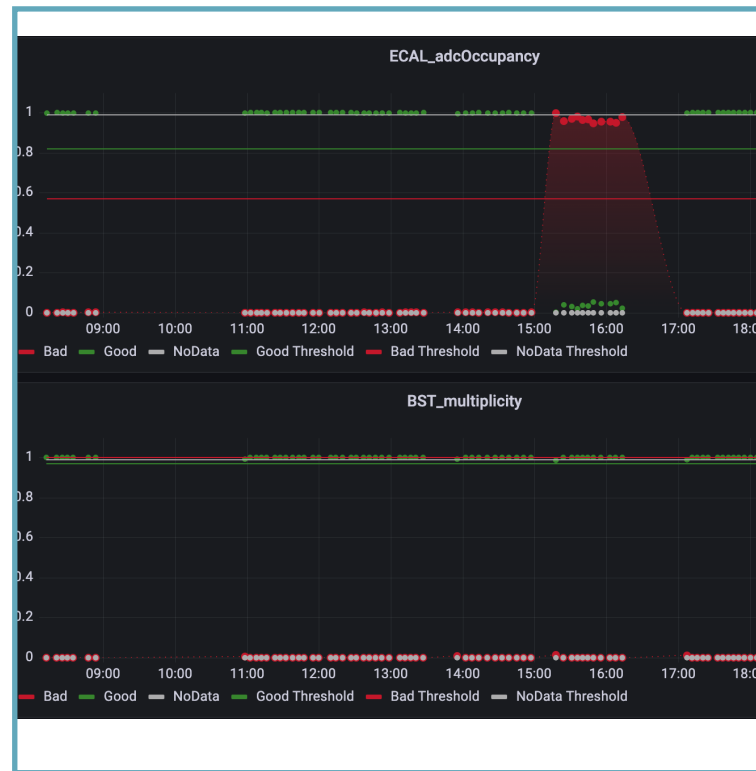 ECAL_adcOccupancy
1
0.8
0.6
0.4
0.2
0
09:00 10:00 11:00 12:00 13:00 14:00 15:00 16:00 17:00 18:0
Bad Good NoData Good Threshold Bad Threshold NoData Threshold
BST_multiplicity
1
0.8
0.6
0.4
0.2
0
09:00 10:00 11:00 12:00 13:00 14:00 15:00 16:00 17:00 18:0
Bad Good NoData Good Threshold Bad Threshold NoData Threshold